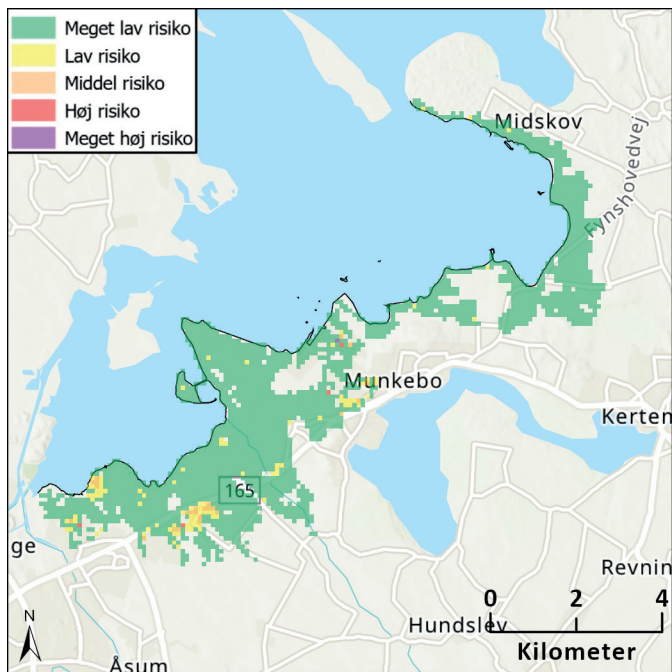 Meget lav risiko
Lav risiko
Middel risiko
Høj risiko
Meget høj risiko
Midskov
Fynshovedvej
Munkebo
Kerten
165
ge
Revnin
0 2 4
Kilometer
Hundslev
N
Åsum